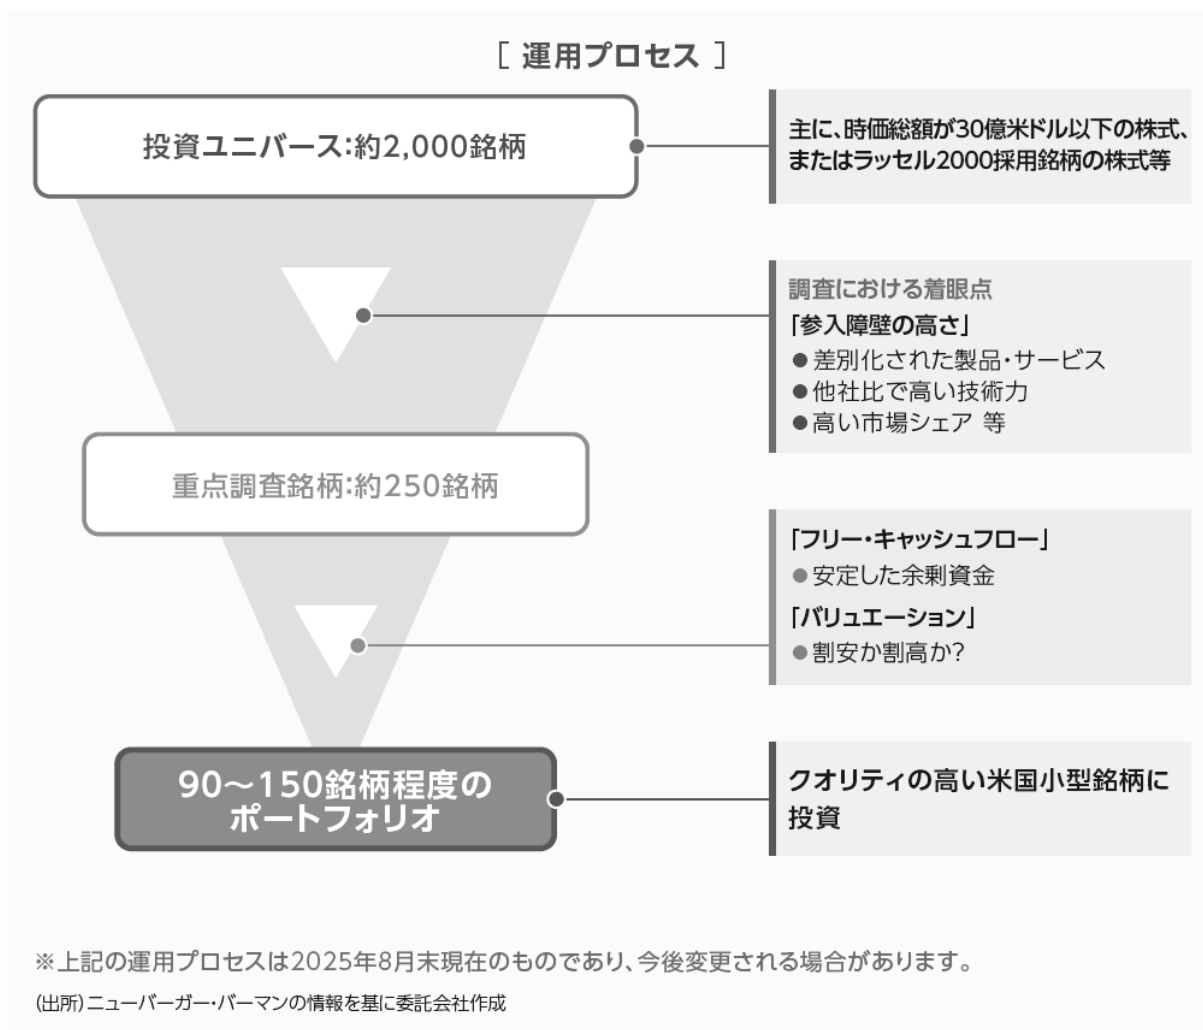 ［ 運用プロセス ］
投資ユニバース:約2,000銘柄
主に、時価総額が30億米ドル以下の株式、
またはラッセル2000採用銘柄の株式等
調査における着眼点
「参入障壁の高さ」
●差別化された製品・サービス
●他社比で高い技術力
●高い市場シェア 等
重点調査銘柄:約250銘柄
「フリー・キャッシュフロー」
●安定した余剰資金
「バリュエーション」
●割安か割高か?
90～150銘柄程度の
ポートフォリオ
クオリティの高い米国小型銘柄に
投資
※上記の運用プロセスは2025年8月末現在のものであり、今後変更される場合があります。
(出所)ニューバーガー・バーマンの情報を基に委託会社作成